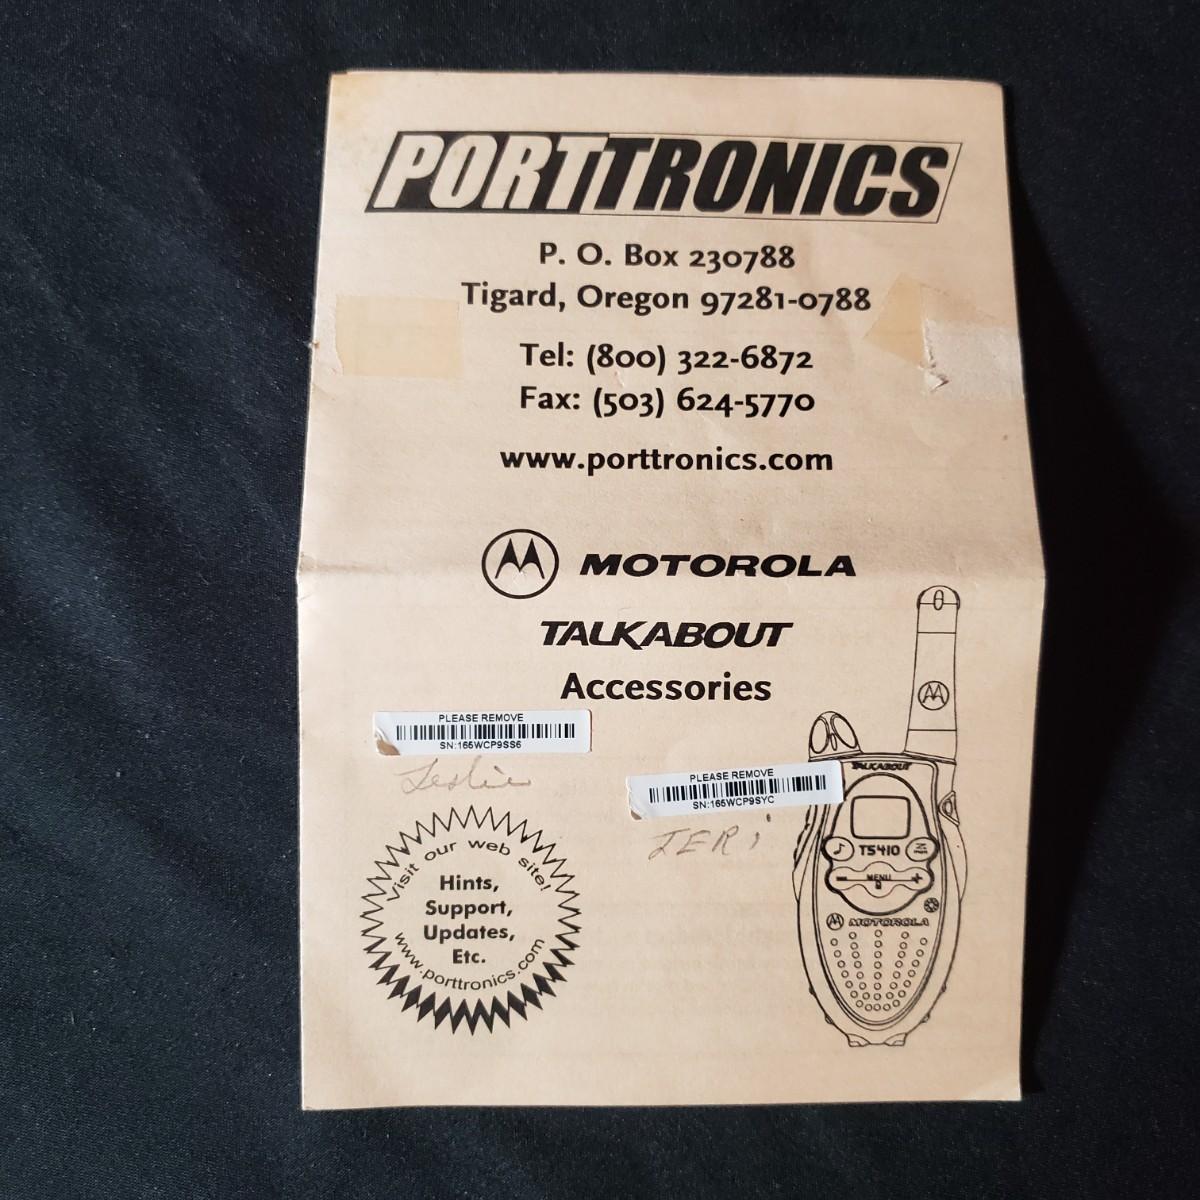 PORTTRONICS
P. O. Box 230788
Tigard, Oregon 97281-0788
Tel: (800) 322-6872
Fax: (503) 624-5770
www.porttronics.com
MOTOROLA
TALKABOUT
Accessories
PLEASE REMOVE
SN:165WCP9SS6
Leslie
PLEASE REMOVE
SN:165WCP9SYC
TERi
Visit our web site!
Hints,
Support,
Updates,
Etc.
www.porttronics.com
TALKABOUT
T5410
MENU
MOTOROLA